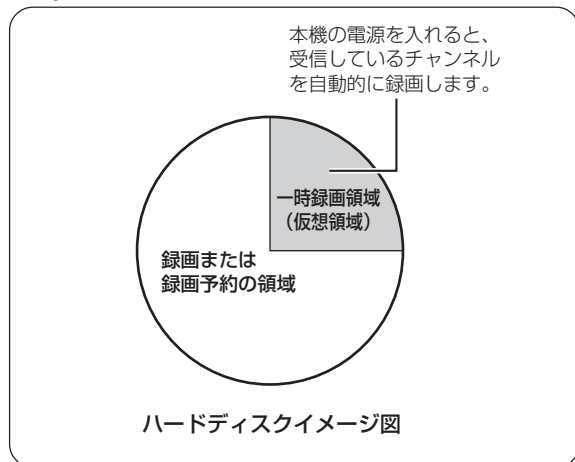 本機の電源を入れると、
受信しているチャンネル
を自動的に録画します。
一時録画領域
（仮想領域）
録画または
録画予約の領域
ハードディスクイメージ図